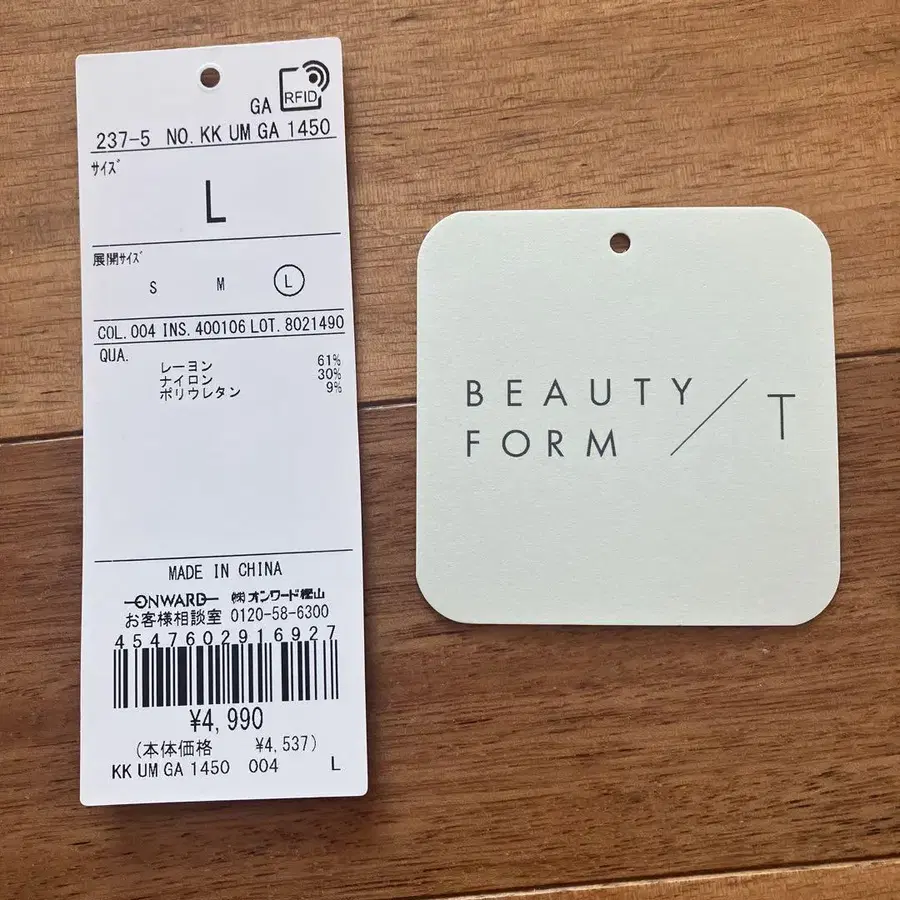 GA RFID
237-5 NO. KK UM GA 1450
サイズ
L
展開サイズ
S M L
COL. 004 INS. 400106 LOT. 8021490
QUA.
レーヨン 61%
ナイロン 30%
ポリウレタン 9%
MADE IN CHINA
ONWARD ㈱オンワード樫山
お客様相談室 0120-58-6300
4547602916927
¥4,990
(本体価格 ¥4,537)
KK UM GA 1450 004 L
BEAUTY
FORM / T